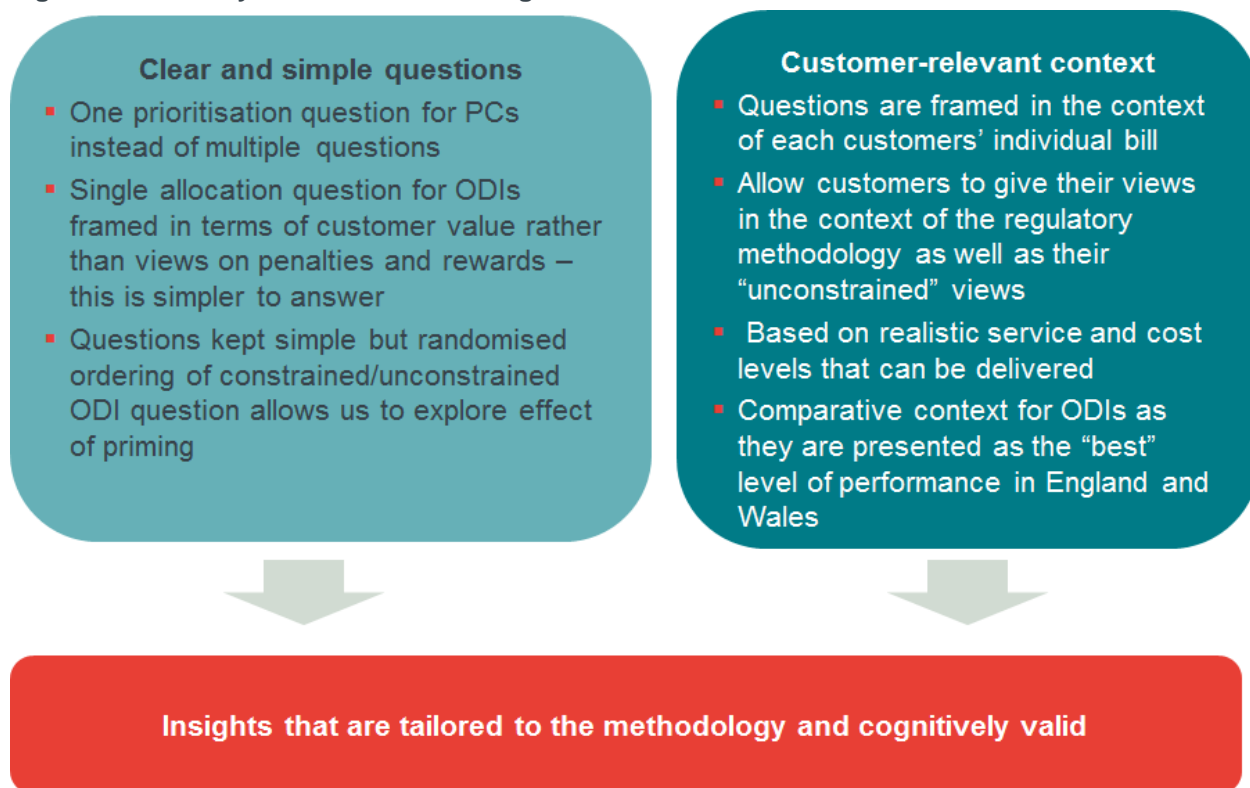 Clear and simple questions
▪ One prioritisation question for PCs
instead of multiple questions
▪ Single allocation question for ODIs
framed in terms of customer value rather
than views on penalties and rewards –
this is simpler to answer
▪ Questions kept simple but randomised
ordering of constrained/unconstrained
ODI question allows us to explore effect
of priming
Customer-relevant context
▪ Questions are framed in the context
of each customers’ individual bill
▪ Allow customers to give their views
in the context of the regulatory
methodology as well as their
“unconstrained” views
▪ Based on realistic service and cost
levels that can be delivered
▪ Comparative context for ODIs as
they are presented as the “best”
level of performance in England and
Wales
Insights that are tailored to the methodology and cognitively valid